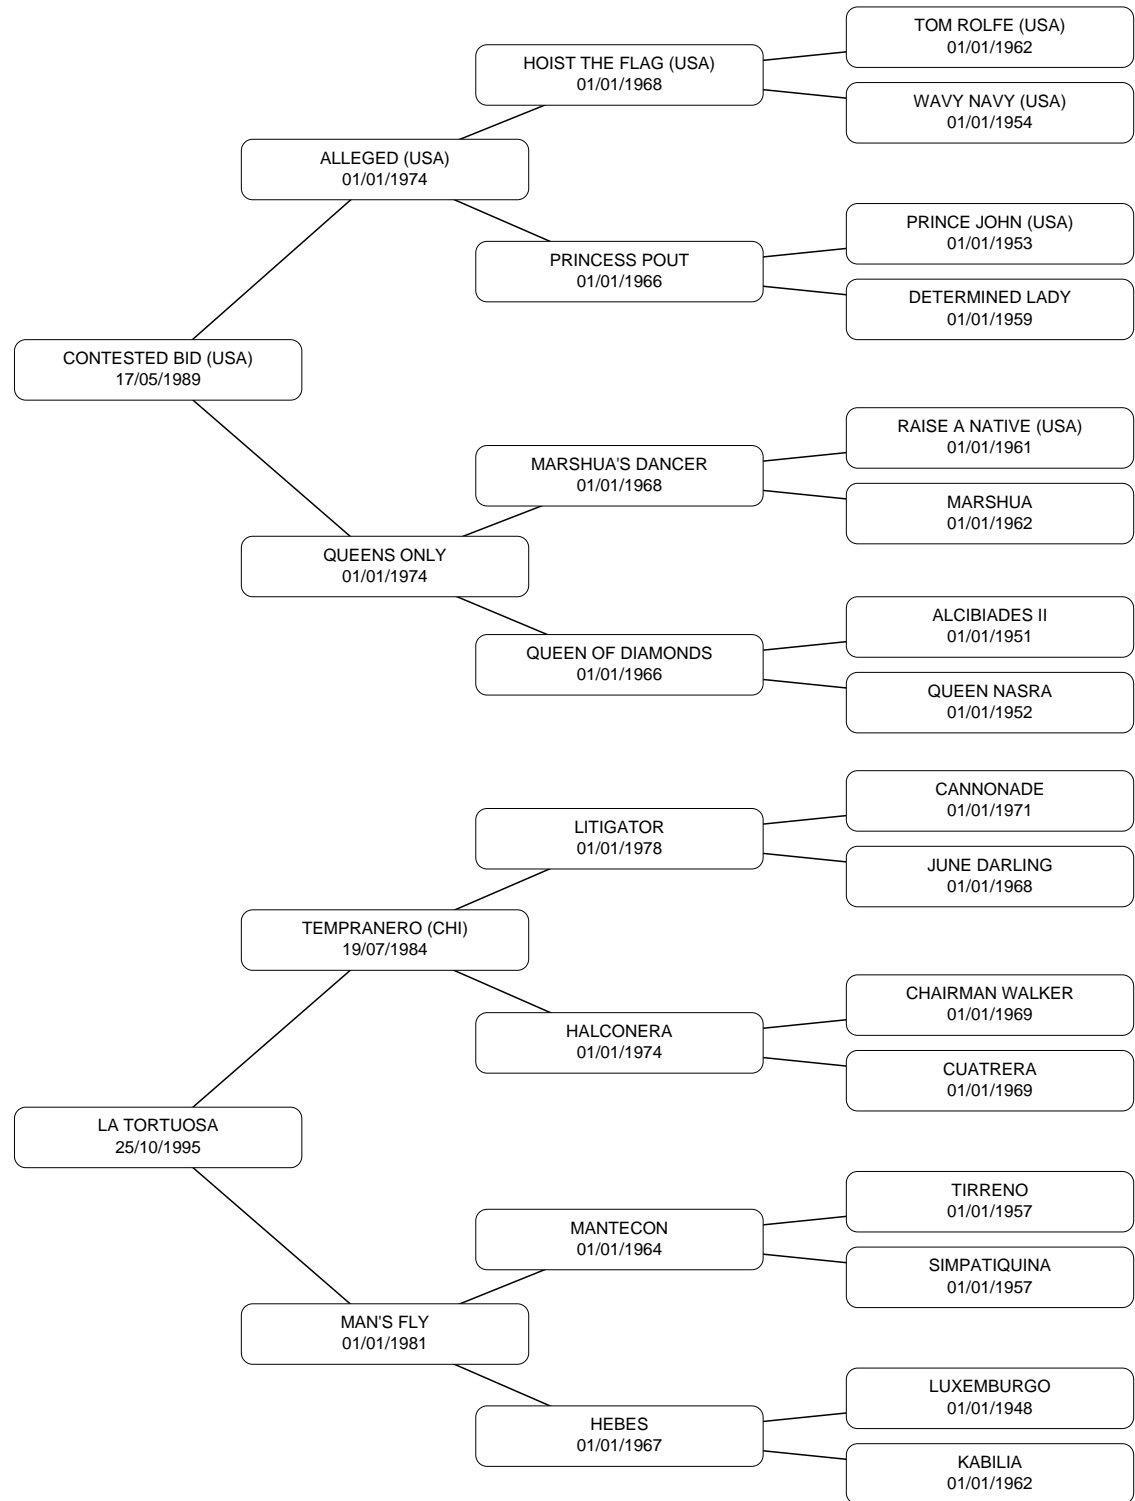 TOM ROLFE (USA)
01/01/1962
HOIST THE FLAG (USA)
01/01/1968
WAVY NAVY (USA)
01/01/1954
ALLEGED (USA)
01/01/1974
PRINCE JOHN (USA)
01/01/1953
PRINCESS POUT
01/01/1966
DETERMINED LADY
01/01/1959
CONTESTED BID (USA)
17/05/1989
RAISE A NATIVE (USA)
01/01/1961
MARSHUA'S DANCER
01/01/1968
MARSHUA
01/01/1962
QUEENS ONLY
01/01/1974
ALCIBIADES II
01/01/1951
QUEEN OF DIAMONDS
01/01/1966
QUEEN NASRA
01/01/1952
CANNONADE
01/01/1971
LITIGATOR
01/01/1978
JUNE DARLING
01/01/1968
TEMPRANERO (CHI)
19/07/1984
CHAIRMAN WALKER
01/01/1969
HALCONERA
01/01/1974
CUATRERA
01/01/1969
LA TORTUOSA
25/10/1995
TIRRENO
01/01/1957
MANTECON
01/01/1964
SIMPATIQUINA
01/01/1957
MAN'S FLY
01/01/1981
LUXEMBURGO
01/01/1948
HEBES
01/01/1967
KABILIA
01/01/1962